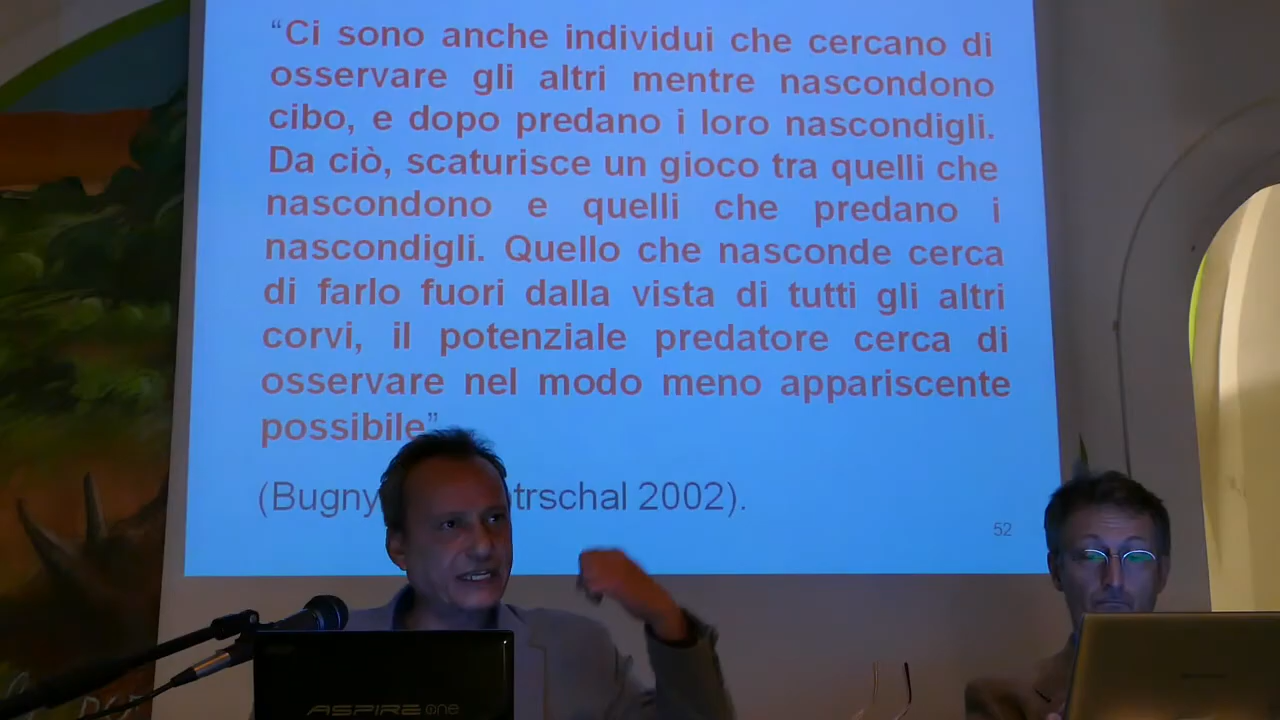 “Ci sono anche individui che cercano di
osservare gli altri mentre nascondono
cibo, e dopo predano i loro nascondigli.
Da ciò, scaturisce un gioco tra quelli che
nascondono e quelli che predano i
nascondigli. Quello che nasconde cerca
di farlo fuori dalla vista di tutti gli altri
corvi, il potenziale predatore cerca di
osservare nel modo meno appariscente
possibile”
(Bugny trschal 2002).
52
ASPIRE one